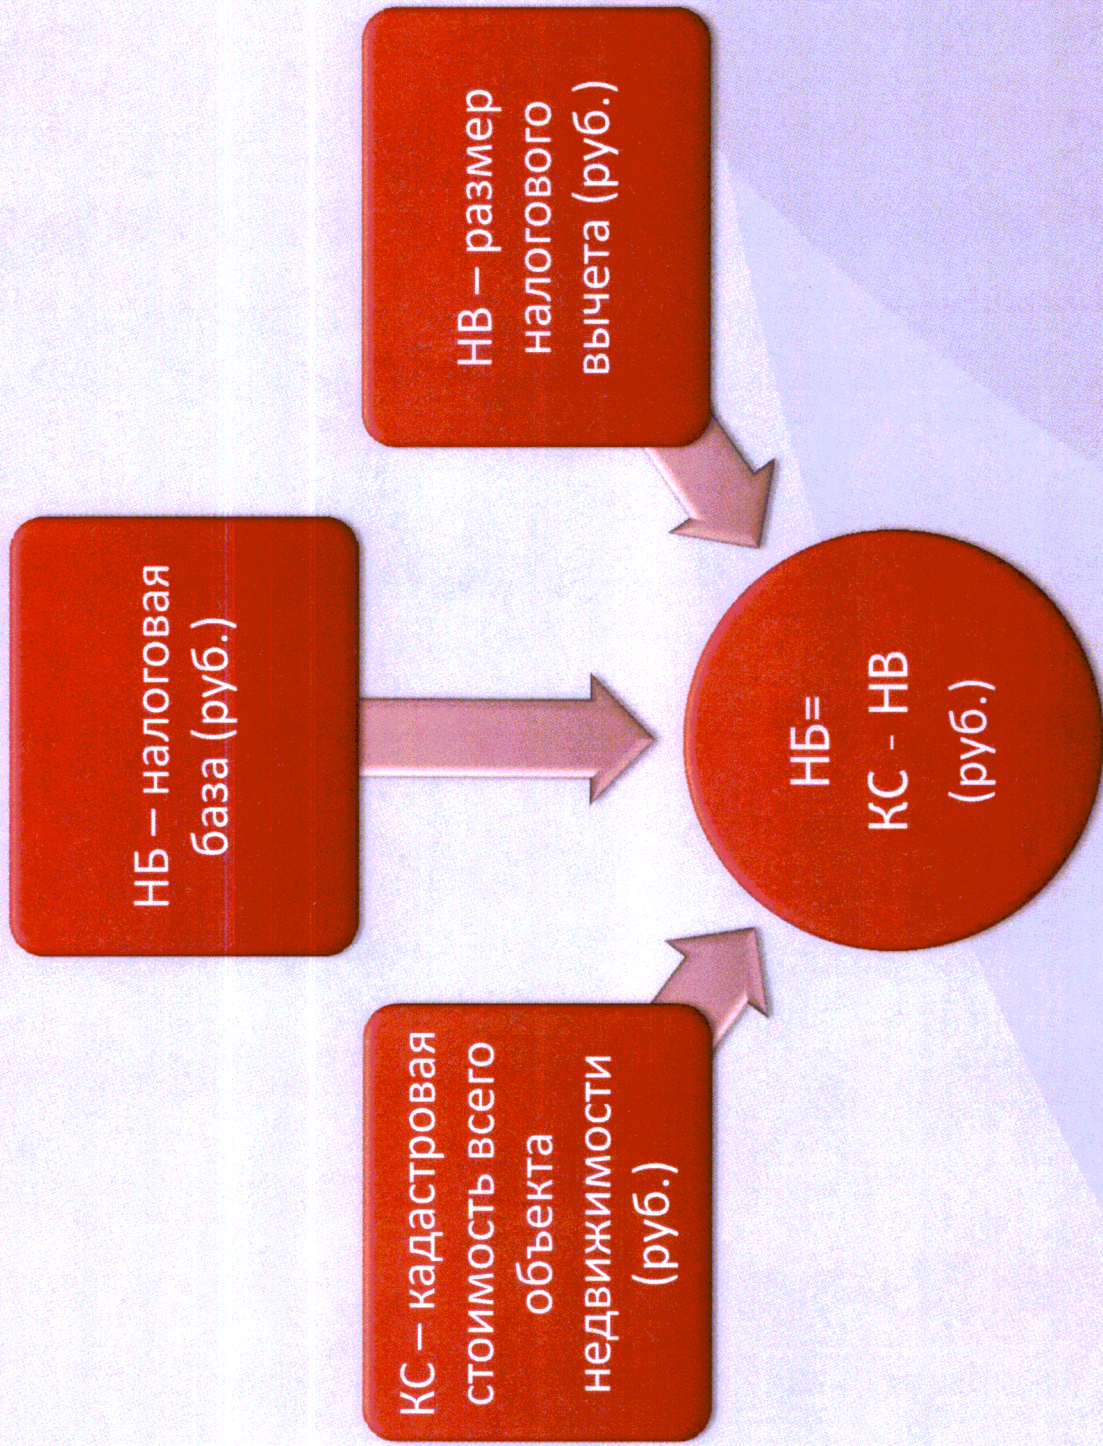 КС – кадастровая
стоимость всего
объекта
недвижимости
(руб.)
НБ – налоговая
база (руб.)
НВ – размер
налогового
вычета (руб.)
НБ=
КС - НВ
(руб.)